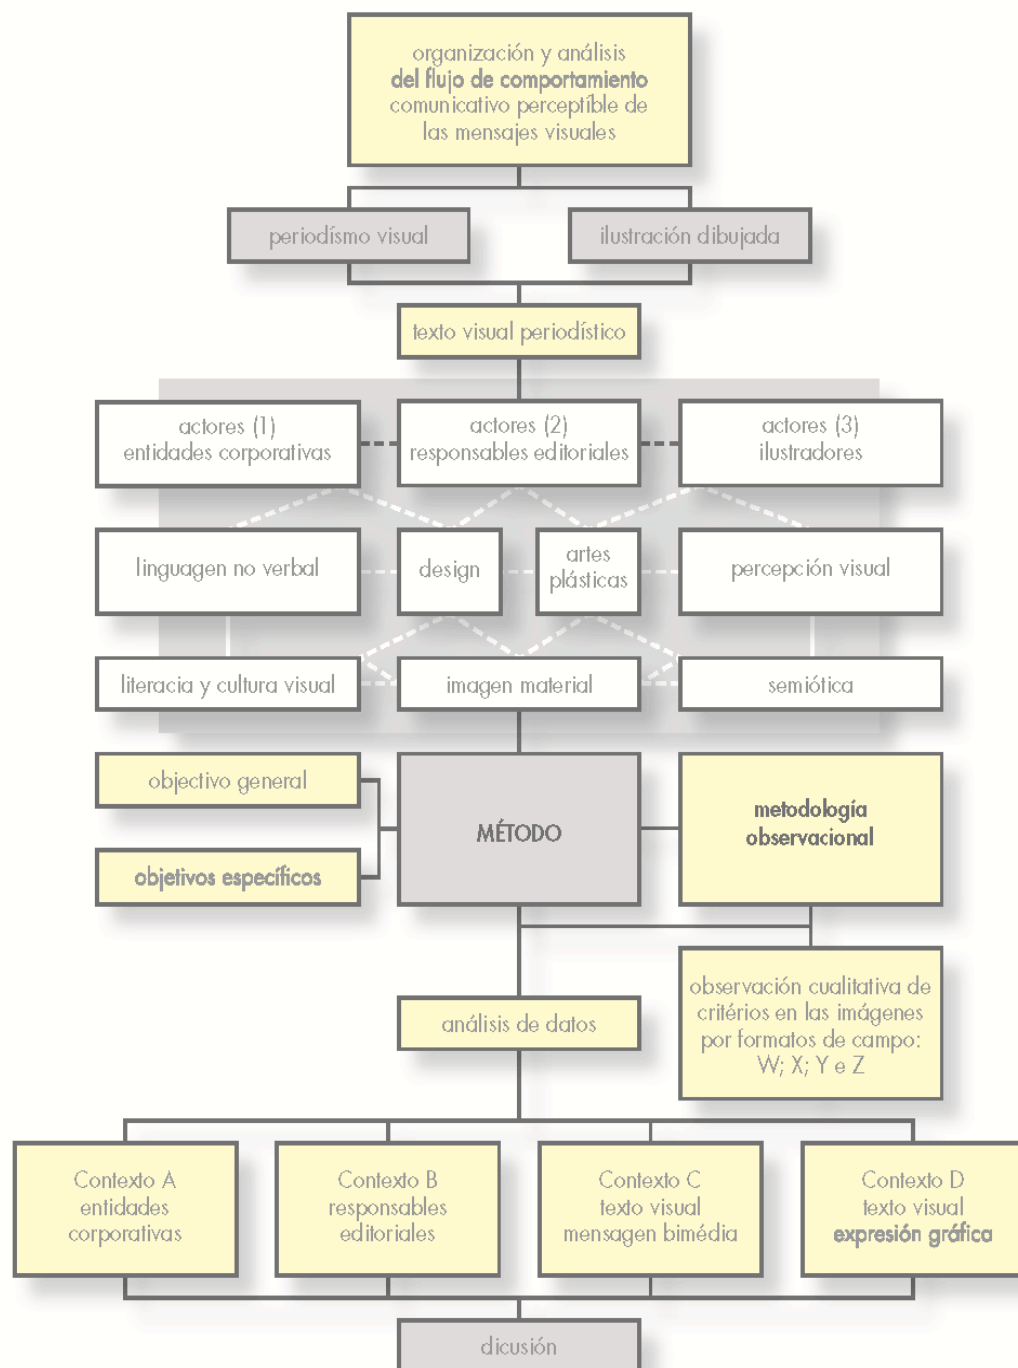 organización y análisis
del flujo de comportamiento
comunicativo perceptíble de
las mensajes visuales
periodísmo visual
ilustración dibujada
texto visual periodístico
actores (1)
entidades corporativas
actores (2)
responsables editoriales
actores (3)
ilustradores
linguagen no verbal
design
artes
plásticas
percepción visual
literacia y cultura visual
imagen material
semiótica
objectivo general
objetivos específicos
MÉTODO
metodología
observacional
análisis de datos
observación cualitativa de
critérios en las imágenes
por formatos de campo:
W; X; Y e Z
Contexto A
entidades
corporativas
Contexto B
responsables
editoriales
Contexto C
texto visual
mensagen bimédia
Contexto D
texto visual
expresión gráfica
dicusión